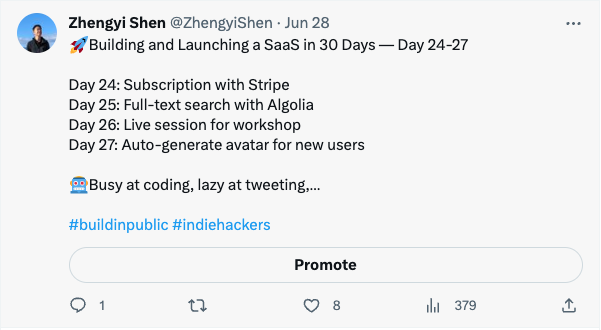 Zhengyi Shen @ZhengyiShen · Jun 28
🚀Building and Launching a SaaS in 30 Days — Day 24-27
Day 24: Subscription with Stripe
Day 25: Full-text search with Algolia
Day 26: Live session for workshop
Day 27: Auto-generate avatar for new users
🤖Busy at coding, lazy at tweeting,...
#buildinpublic #indiehackers
Promote
1 8 379